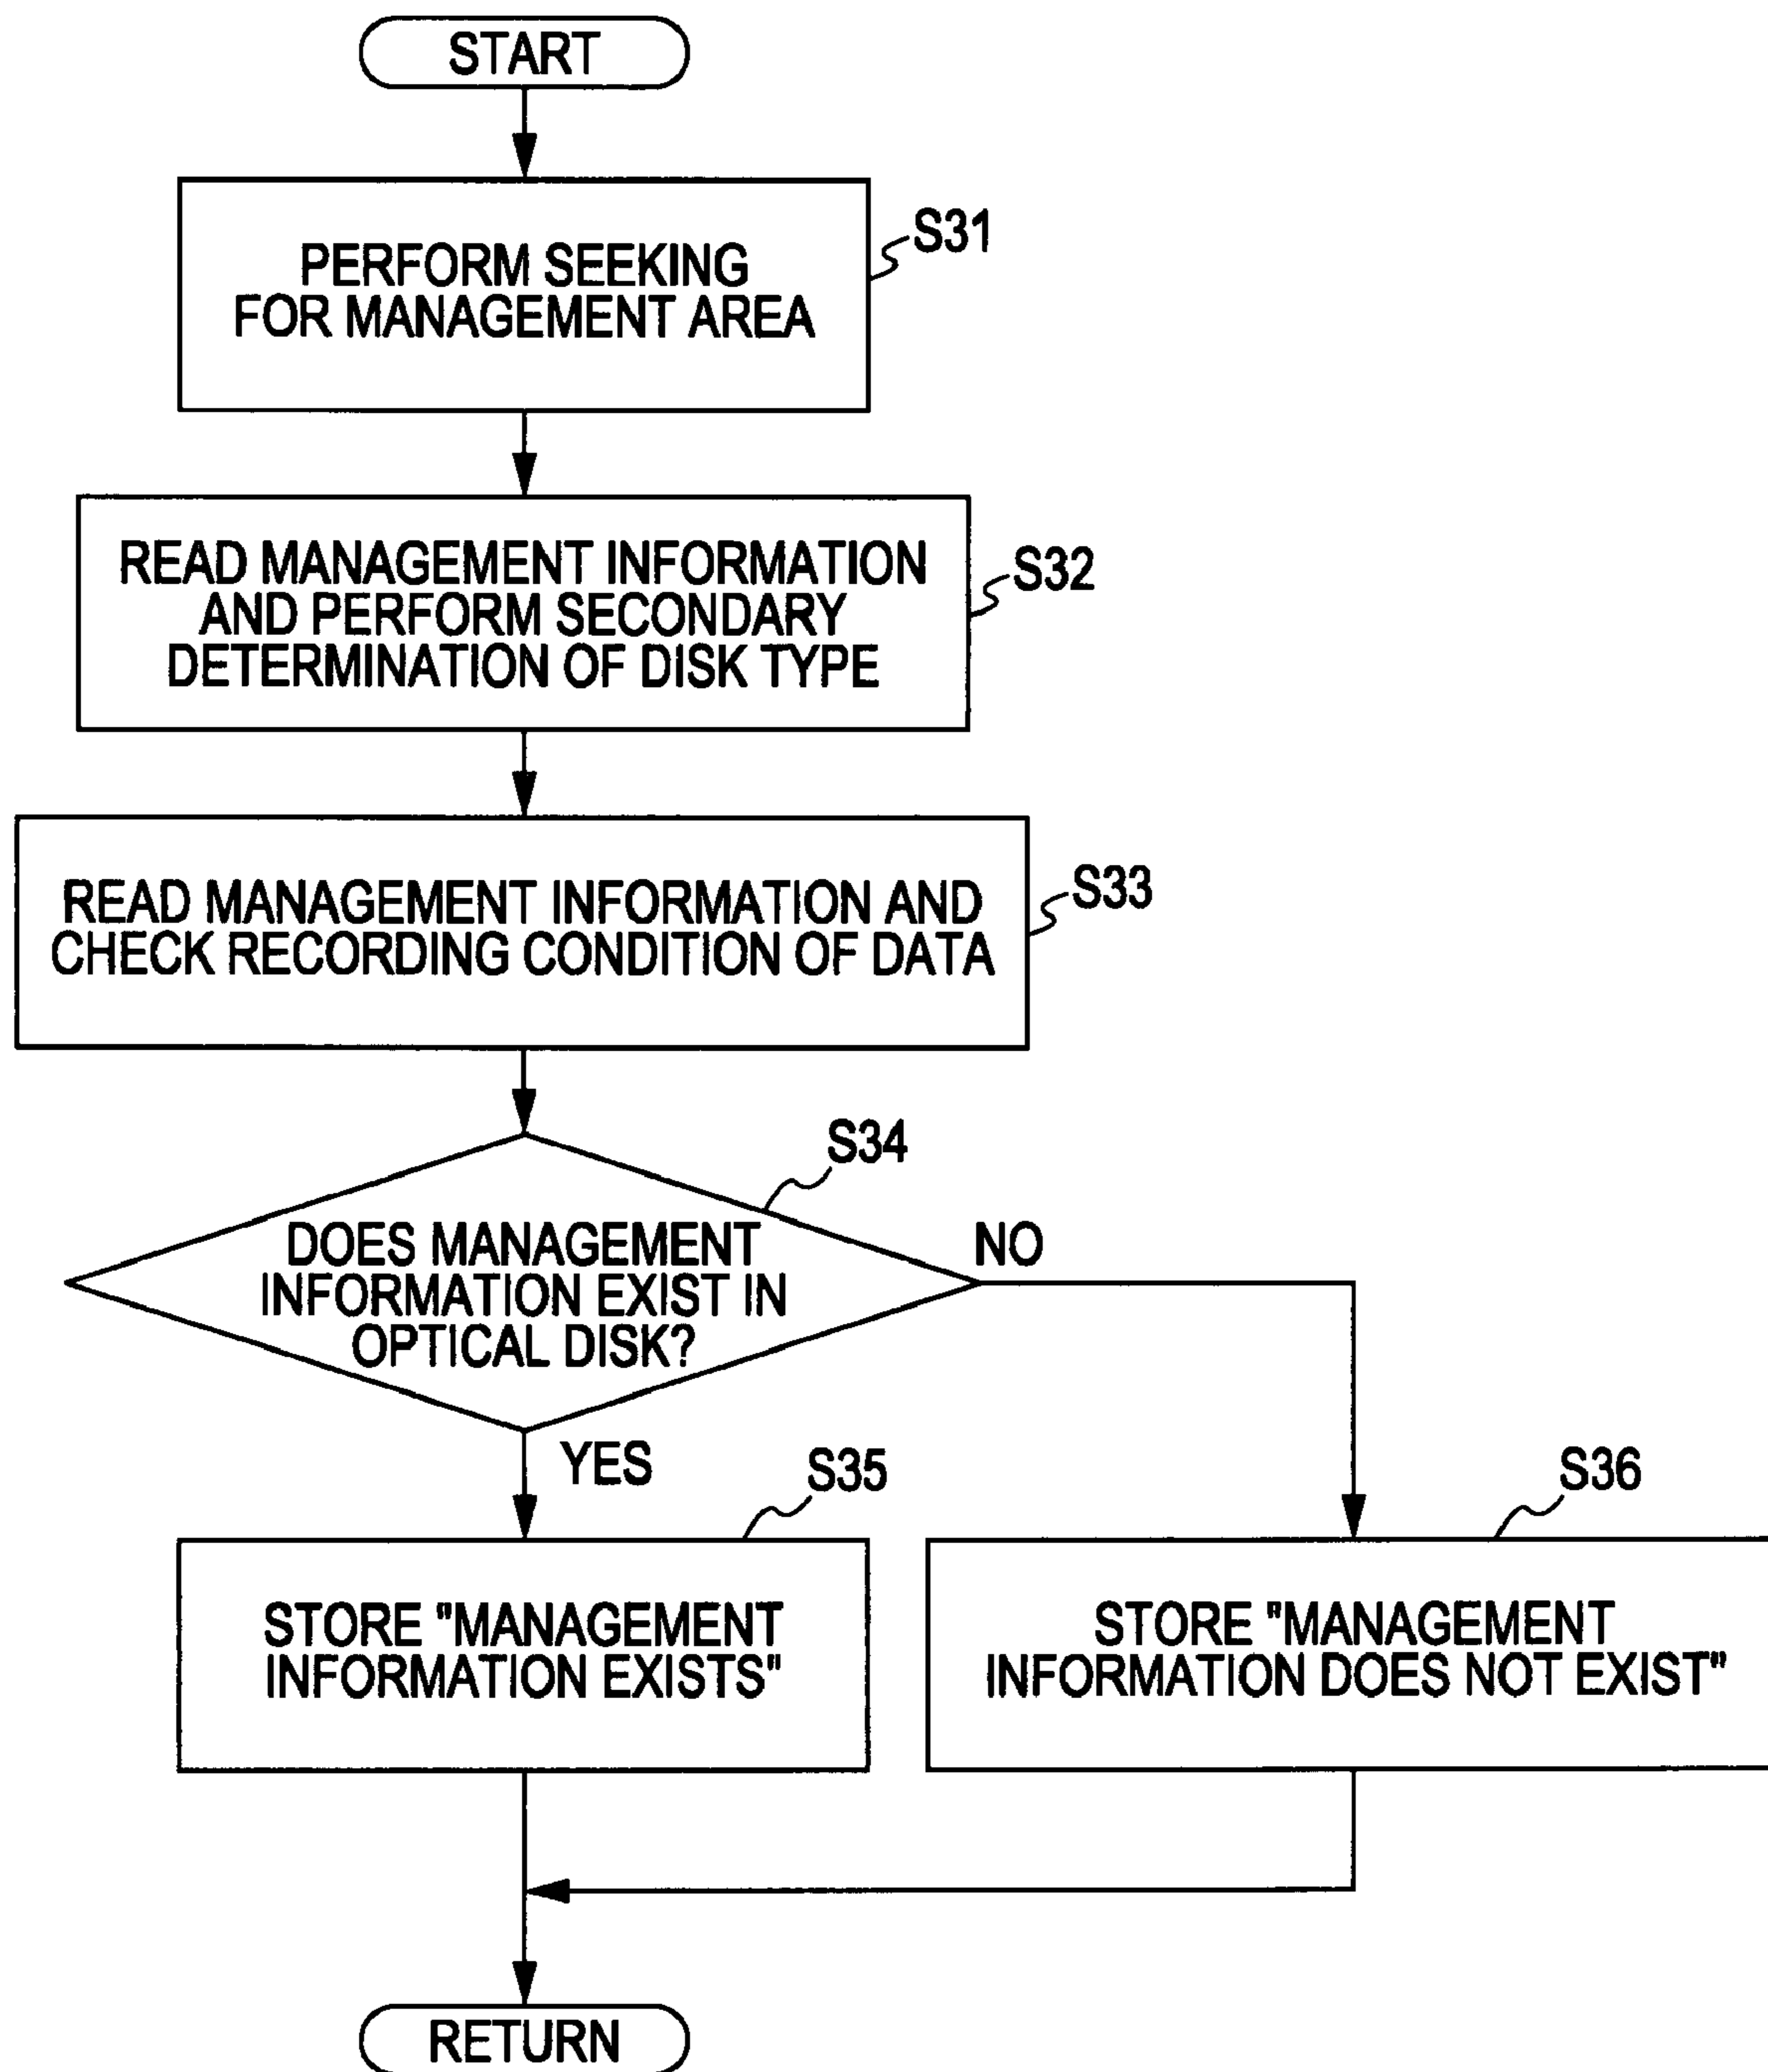 START
PERFORM SEEKING
FOR MANAGEMENT AREA
S31
READ MANAGEMENT INFORMATION
AND PERFORM SECONDARY
DETERMINATION OF DISK TYPE
S32
READ MANAGEMENT INFORMATION AND
CHECK RECORDING CONDITION OF DATA
S33
S34
DOES MANAGEMENT
INFORMATION EXIST IN
OPTICAL DISK?
NO
YES
S35
S36
STORE "MANAGEMENT
INFORMATION EXISTS"
STORE "MANAGEMENT
INFORMATION DOES NOT EXIST"
RETURN